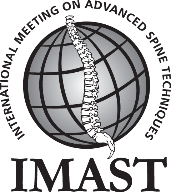 INTERNATIONAL MEETING ON ADVANCED SPINE TECHNIQUES
IMAST